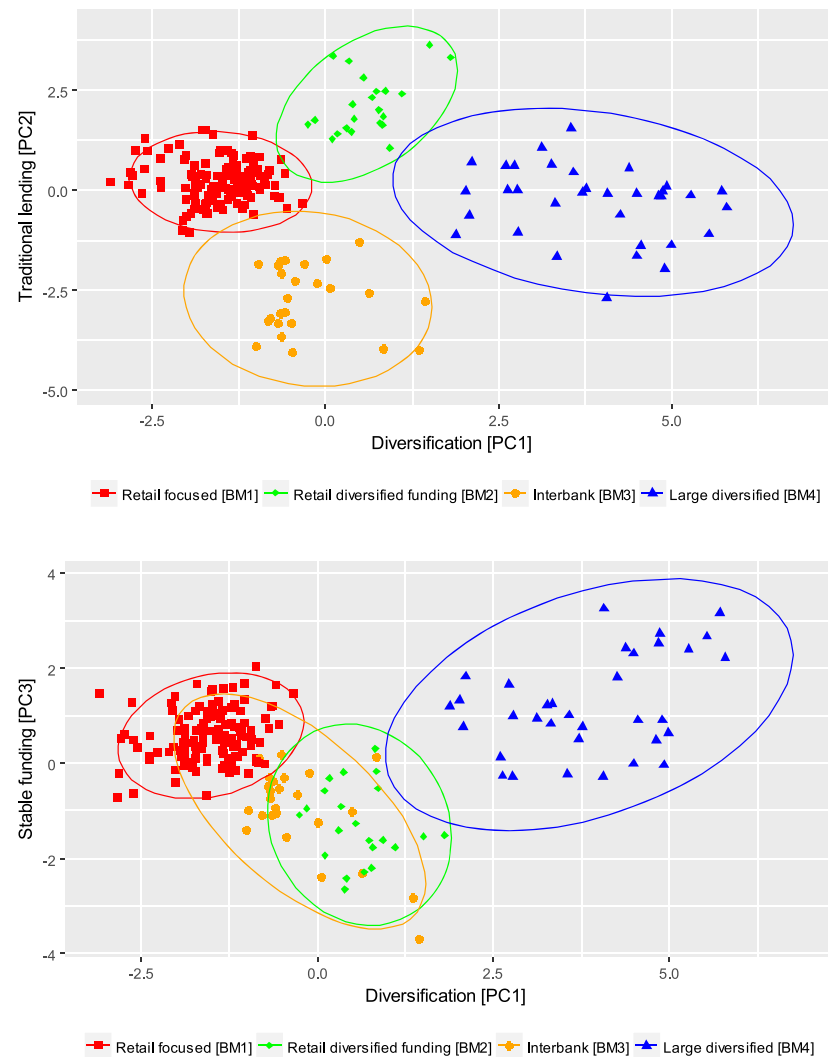 2.5
0.0
-2.5
-5.0
Traditional lending [PC2]
-2.5 0.0 2.5 5.0
Diversification [PC1]
Retail focused [BM1] Retail diversified funding [BM2] Interbank [BM3] Large diversified [BM4]
4
2
0
-2
-4
Stable funding [PC3]
-2.5 0.0 2.5 5.0
Diversification [PC1]
Retail focused [BM1] Retail diversified funding [BM2] Interbank [BM3] Large diversified [BM4]